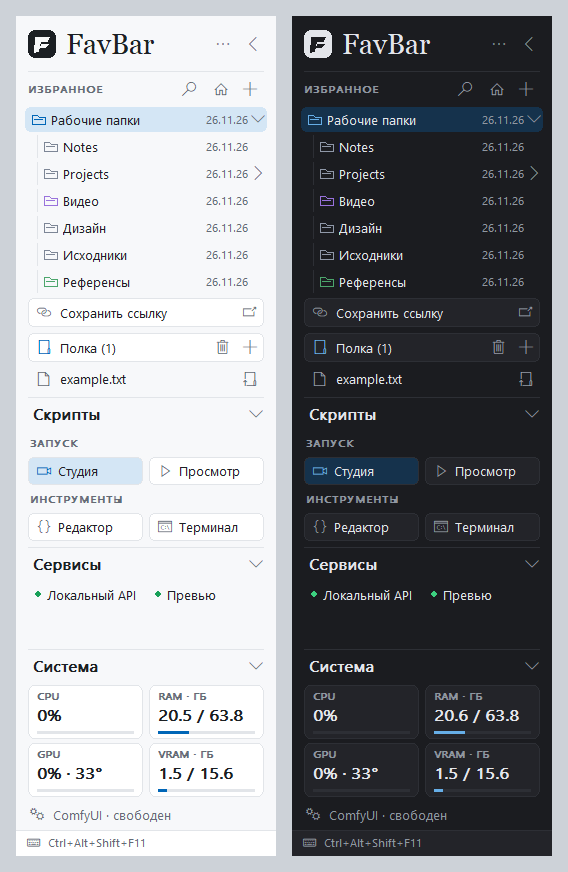 FavBar
ИЗБРАННОЕ
Рабочие папки 26.11.26
Notes 26.11.26
Projects 26.11.26
Видео 26.11.26
Дизайн 26.11.26
Исходники 26.11.26
Референсы 26.11.26
Сохранить ссылку
Полка (1)
example.txt
Скрипты
ЗАПУСК
Студия Просмотр
ИНСТРУМЕНТЫ
{} Редактор Терминал
Сервисы
Локальный API Превью
Система
CPU RAM · ГБ
0% 20.5 / 63.8
GPU VRAM · ГБ
0% · 33° 1.5 / 15.6
ComfyUI · свободен
Ctrl+Alt+Shift+F11
FavBar
ИЗБРАННОЕ
Рабочие папки 26.11.26
Notes 26.11.26
Projects 26.11.26
Видео 26.11.26
Дизайн 26.11.26
Исходники 26.11.26
Референсы 26.11.26
Сохранить ссылку
Полка (1)
example.txt
Скрипты
ЗАПУСК
Студия Просмотр
ИНСТРУМЕНТЫ
{} Редактор Терминал
Сервисы
Локальный API Превью
Система
CPU RAM · ГБ
0% 20.6 / 63.8
GPU VRAM · ГБ
0% · 33° 1.5 / 15.6
ComfyUI · свободен
Ctrl+Alt+Shift+F11